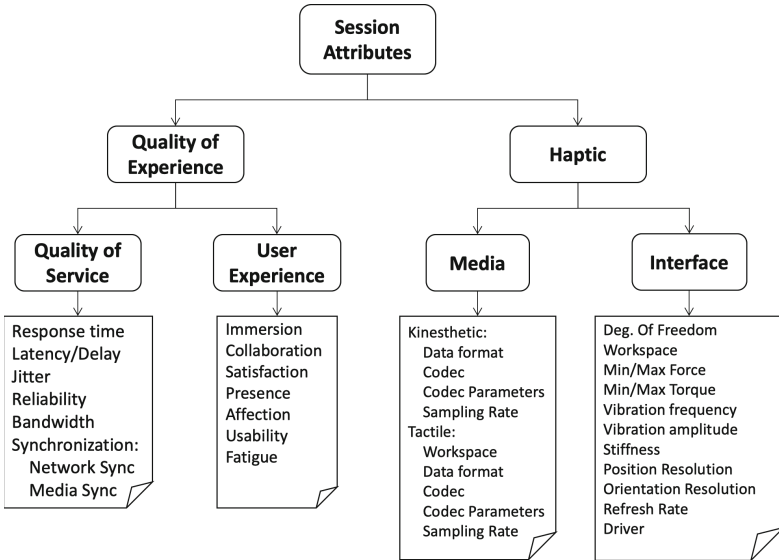 Session
Attributes
Quality of
Experience
Haptic
Quality of
Service
User
Experience
Media
Interface
Response time
Latency/Delay
Jitter
Reliability
Bandwidth
Synchronization:
Network Sync
Media Sync
Immersion
Collaboration
Satisfaction
Presence
Affection
Usability
Fatigue
Kinesthetic:
Data format
Codec
Codec Parameters
Sampling Rate
Tactile:
Workspace
Data format
Codec
Codec Parameters
Sampling Rate
Deg. Of Freedom
Workspace
Min/Max Force
Min/Max Torque
Vibration frequency
Vibration amplitude
Stiffness
Position Resolution
Orientation Resolution
Refresh Rate
Driver